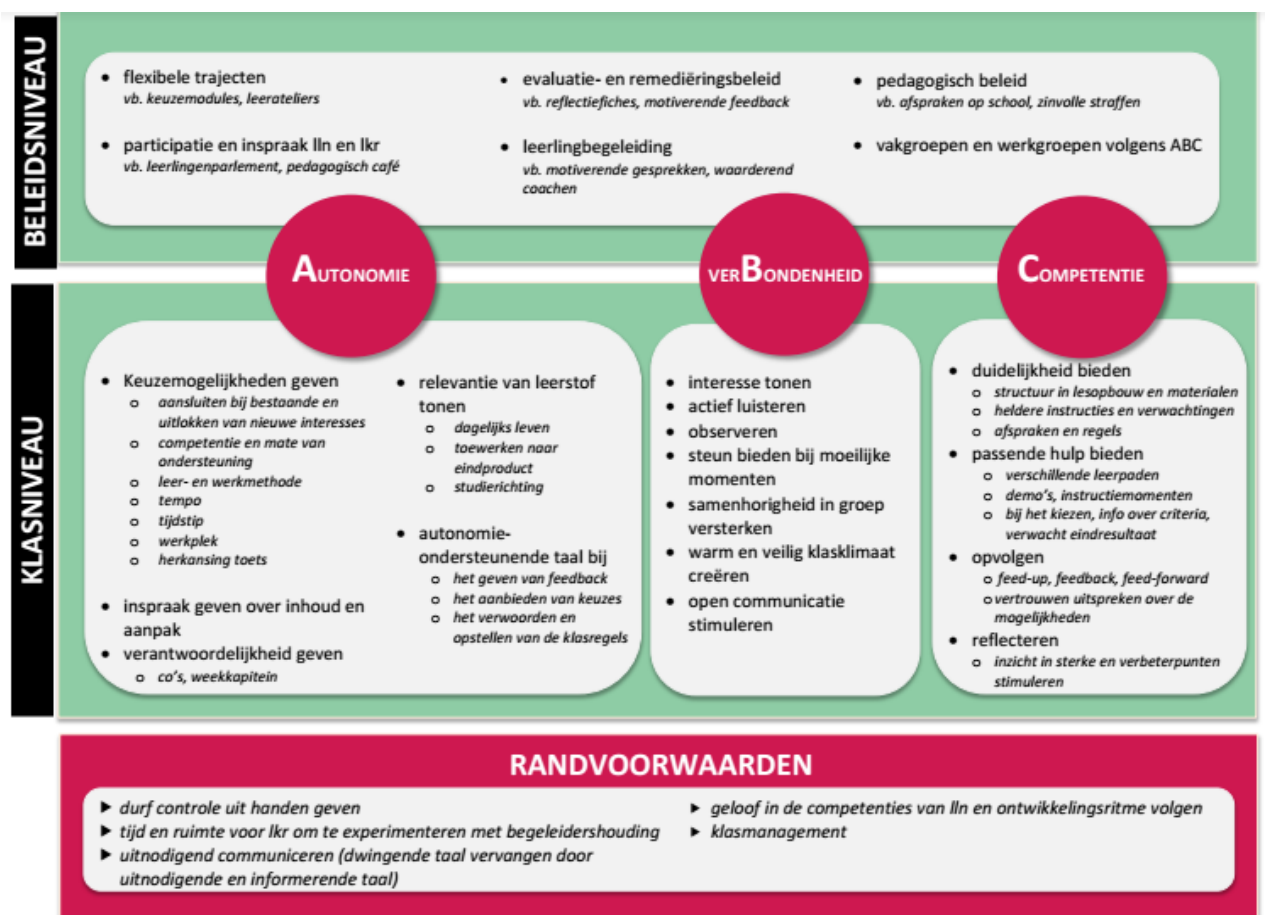 BELEIDSNIVEAU
• flexibele trajecten
vb. keuzemodules, leerateliers
• participatie en inspraak lln en lkr
vb. leerlingenparlement, pedagogisch café
• evaluatie- en remediëringsbeleid
vb. reflectiefiches, motiverende feedback
• leerlingbegeleiding
vb. motiverende gesprekken, waarderend
coachen
• pedagogisch beleid
vb. afspraken op school, zinvolle straffen
• vakgroepen en werkgroepen volgens ABC
AUTONOMIE
VERBONDENHEID
COMPETENTIE
KLASNIVEAU
• Keuzemogelijkheden geven
o aansluiten bij bestaande en
uitlokken van nieuwe interesses
o competentie en mate van
ondersteuning
o leer- en werkmethode
o tempo
o tijdstip
o werkplek
o herkansing toets
• inspraak geven over inhoud en
aanpak
• verantwoordelijkheid geven
o co's, weekkapitein
• relevantie van leerstof
tonen
o dagelijks leven
o toewerken naar
eindproduct
o studierichting
• autonomie-
ondersteunende taal bij
o het geven van feedback
o het aanbieden van keuzes
o het verwoorden en
opstellen van de klasregels
• interesse tonen
• actief luisteren
• observeren
• steun bieden bij moeilijke
momenten
• samenhorigheid in groep
versterken
• warm en veilig klasklimaat
creëren
• open communicatie
stimuleren
• duidelijkheid bieden
o structuur in lesopbouw en materialen
o heldere instructies en verwachtingen
o afspraken en regels
• passende hulp bieden
o verschillende leerpaden
o demo's, instructiemomenten
o bij het kiezen, info over criteria,
verwacht eindresultaat
• opvolgen
o feed-up, feedback, feed-forward
o vertrouwen uitspreken over de
mogelijkheden
• reflecteren
o inzicht in sterke en verbeterpunten
stimuleren
RANDVOORWAARDEN
▶ durf controle uit handen geven
▶ tijd en ruimte voor lkr om te experimenteren met begeleidershouding
▶ uitnodigend communiceren (dwingende taal vervangen door
uitnodigende en informerende taal)
▶ geloof in de competenties van lln en ontwikkelingsritme volgen
▶ klasmanagement